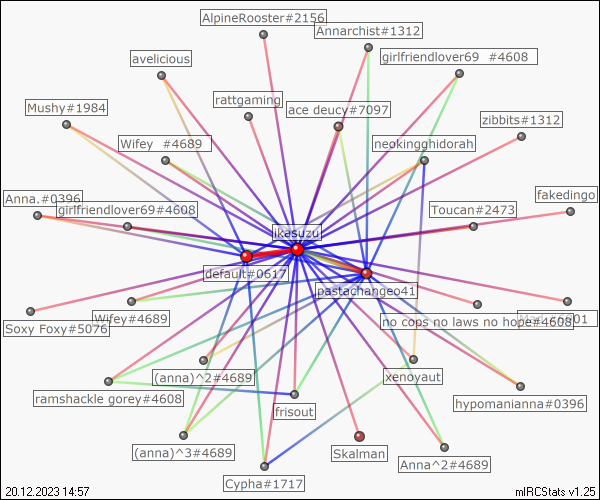 AlpineRooster#2156
Annarchist#1312
girlfriendlover69 #4608
avelicious
rattgaming
ace deucy#7097
Mushy#1984
zibbits#1312
Wifey #4689
neokingghidorah
Anna.#0396
fakedingo
girlfriendlover69#4608
Toucan#2473
ikasuzu
default#0617
pastachangeo41
Soxy Foxy#5076
Wifey#4689
no cops no laws no hope#4608
(anna)^2#4689
xenoyaut
ramshackle gorey#4608
hypomanianna#0396
frisout
(anna)^3#4689
Skalman
Anna^2#4689
Cypha#1717
20.12.2023 14:57
mIRCStats v1.25